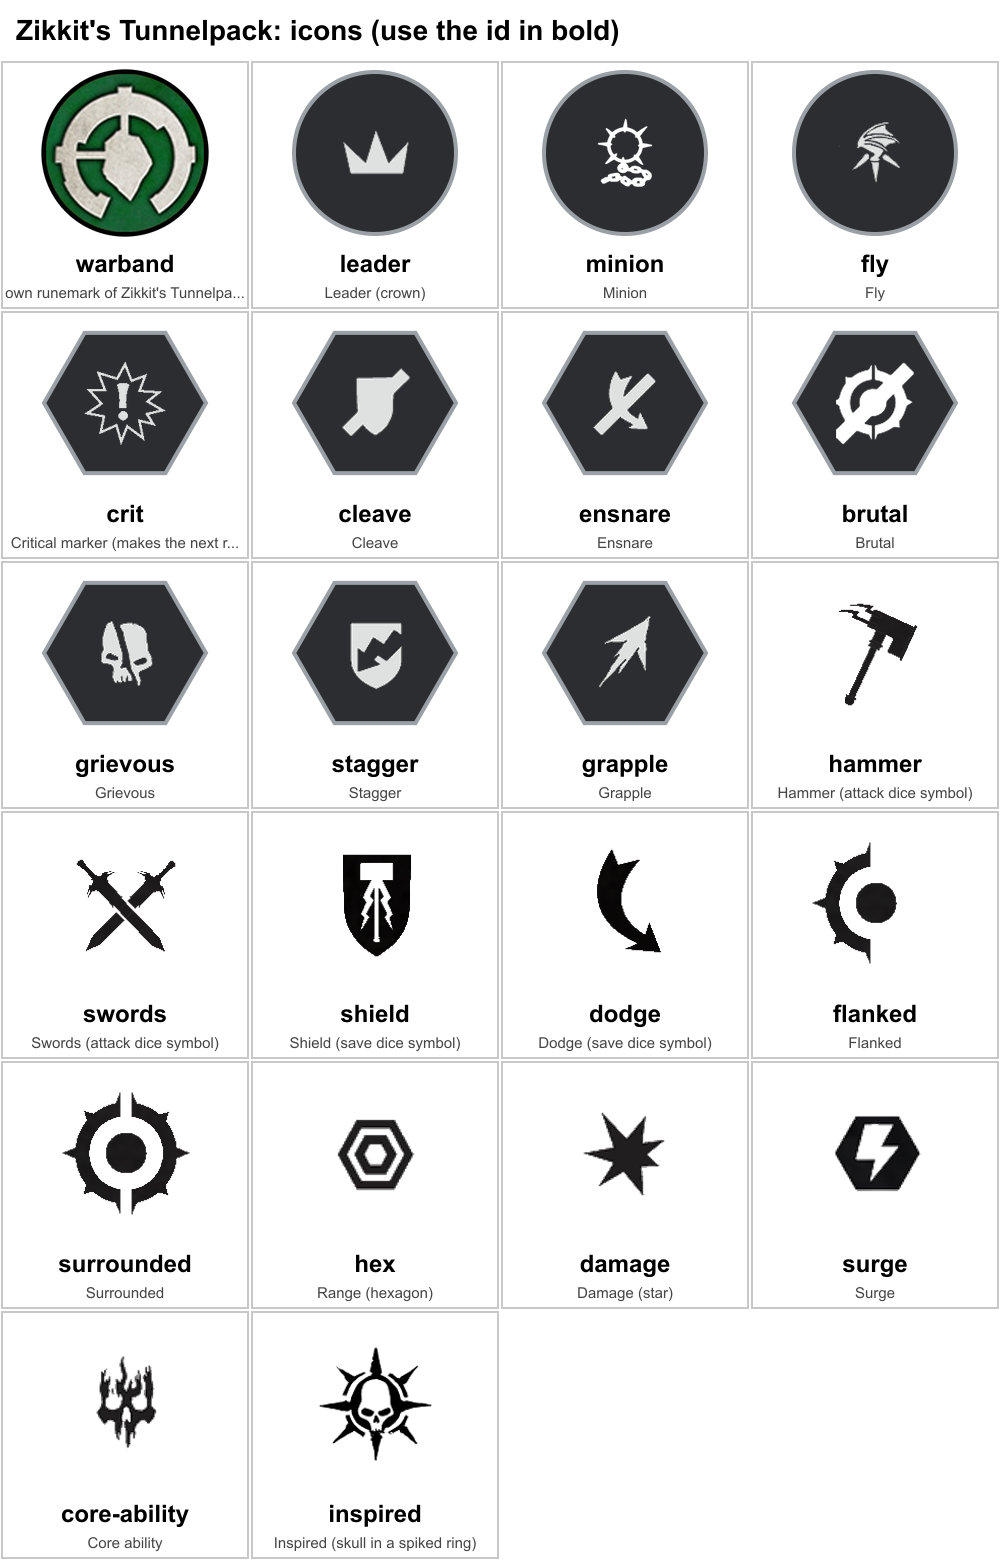 Zikkit's Tunnelpack: icons (use the id in bold)
warband
own runemark of Zikkit's Tunnelpa...
leader
Leader (crown)
minion
Minion
fly
Fly
crit
Critical marker (makes the next r...
cleave
Cleave
ensnare
Ensnare
brutal
Brutal
grievous
Grievous
stagger
Stagger
grapple
Grapple
hammer
Hammer (attack dice symbol)
swords
Swords (attack dice symbol)
shield
Shield (save dice symbol)
dodge
Dodge (save dice symbol)
flanked
Flanked
surrounded
Surrounded
hex
Range (hexagon)
damage
Damage (star)
surge
Surge
core-ability
Core ability
inspired
Inspired (skull in a spiked ring)